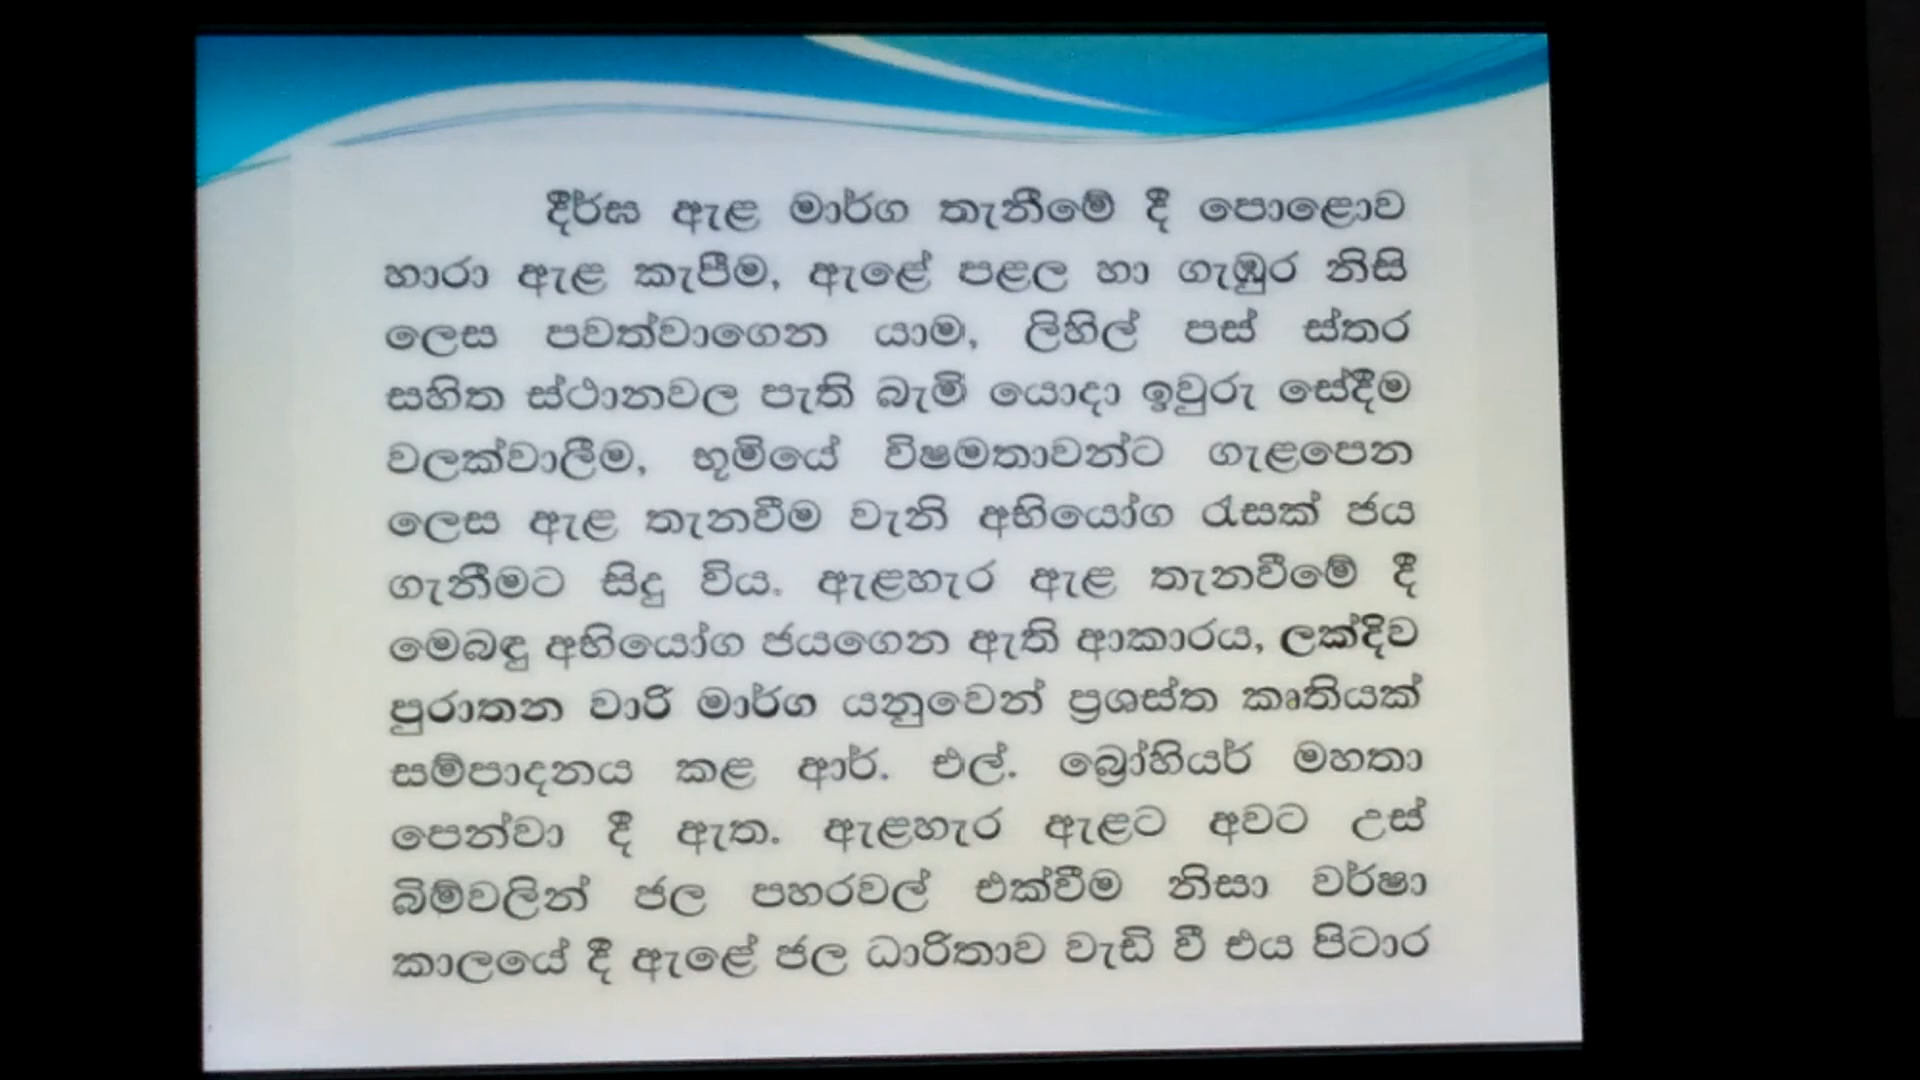 දීර්ඝ ඇළ මාර්ග තැනීමේ දී පොළොව
හාරා ඇළ කැපීම, ඇළේ පළල හා ගැඹුර නිසි
ලෙස පවත්වාගෙන යාම, ලිහිල් පස් ස්තර
සහිත ස්ථානවල පැති බැමි යොදා ඉවුරු සේදීම
වලක්වාලීම, භූමියේ විෂමතාවන්ට ගැළපෙන
ලෙස ඇළ තැනවීම වැනි අභියෝග රැසක් ජය
ගැනීමට සිදු විය. ඇළහැර ඇළ තැනවීමේ දී
මෙබඳු අභියෝග ජයගෙන ඇති ආකාරය, ලක්දිව
පුරාතන වාරි මාර්ග යනුවෙන් ප්‍රශස්ත කෘතියක්
සම්පාදනය කළ ආර්. එල්. බ්‍රෝහියර් මහතා
පෙන්වා දී ඇත. ඇළහැර ඇළට අවට උස්
බිම්වලින් ජල පහරවල් එක්වීම නිසා වර්ෂා
කාලයේ දී ඇළේ ජල ධාරිතාව වැඩි වී එය පිටාර